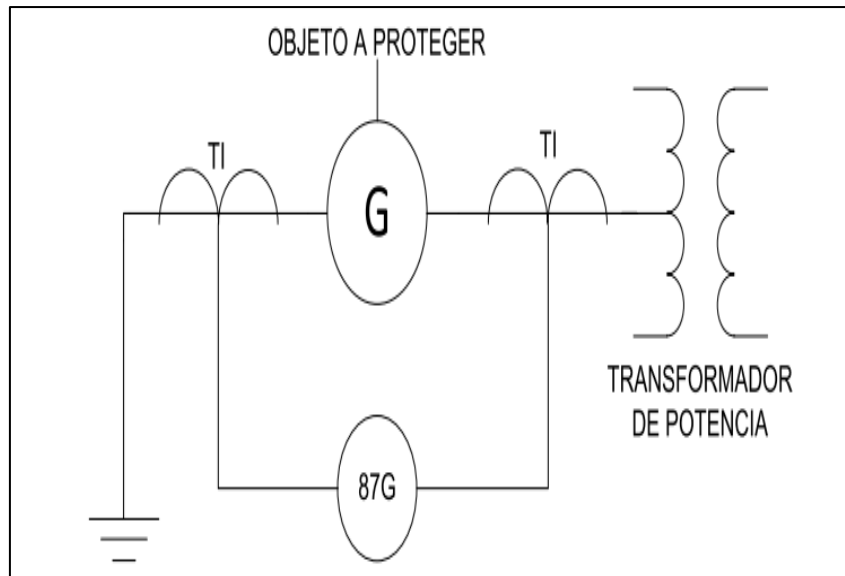 OBJETO A PROTEGER
TI
TI
G
87G
TRANSFORMADOR
DE POTENCIA